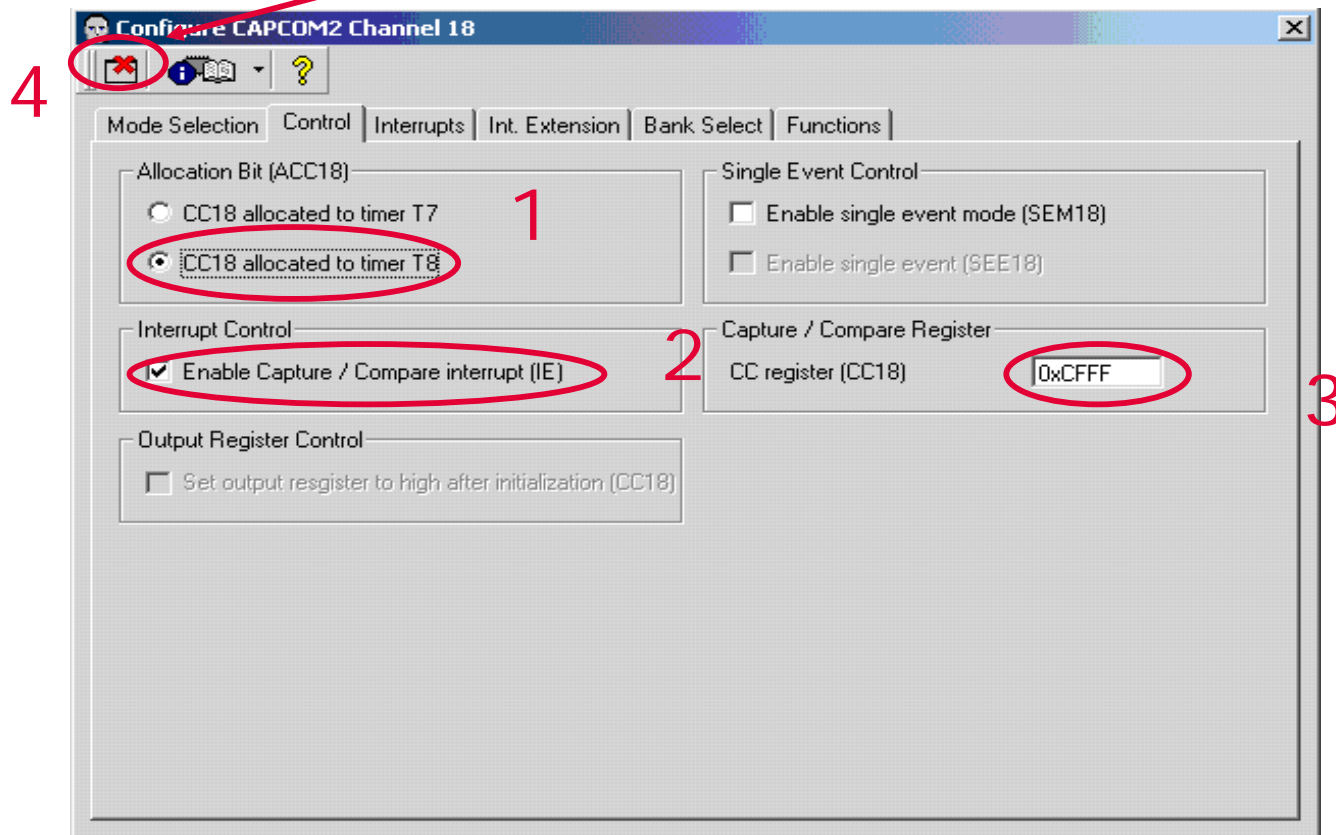 Configure CAPCOM2 Channel 18
4
Mode Selection Control Interrupts Int. Extension Bank Select Functions
Allocation Bit (ACC18)
CC18 allocated to timer T7
1
CC18 allocated to timer T8
Single Event Control
Enable single event mode (SEM18)
Enable single event (SEE18)
Interrupt Control
Enable Capture / Compare interrupt (IE)
2
Capture / Compare Register
CC register (CC18) 0xCFFF
3
Output Register Control
Set output resgister to high after initialization (CC18)